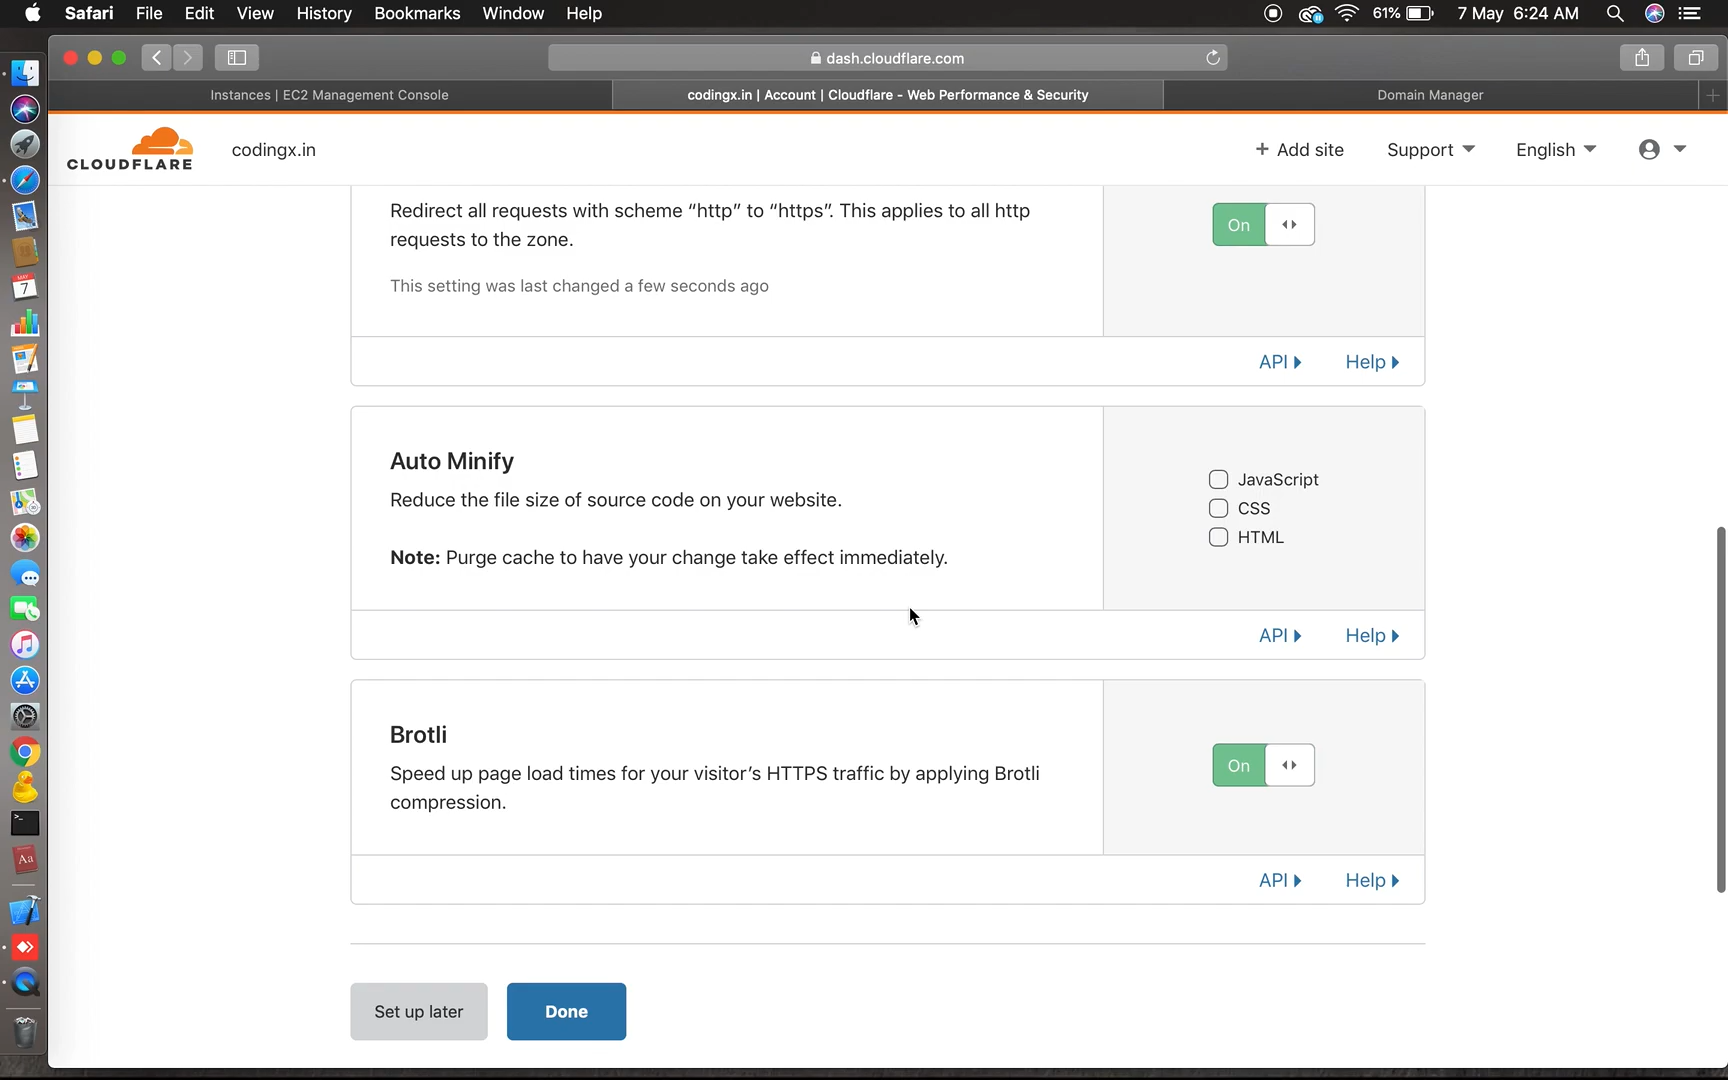 Safari File Edit View History Bookmarks Window Help 61% 7 May 6:24 AM
dash.cloudflare.com
Instances | EC2 Management Console codingx.in | Account | Cloudflare - Web Performance & Security Domain Manager
CLOUDFLARE codingx.in + Add site Support English
Redirect all requests with scheme “http” to “https”. This applies to all http
requests to the zone.
On
This setting was last changed a few seconds ago
API Help
Auto Minify
Reduce the file size of source code on your website.
Note: Purge cache to have your change take effect immediately.
JavaScript
CSS
HTML
API Help
Brotli
Speed up page load times for your visitor’s HTTPS traffic by applying Brotli
compression.
On
API Help
Set up later Done
MAY
7
Aa